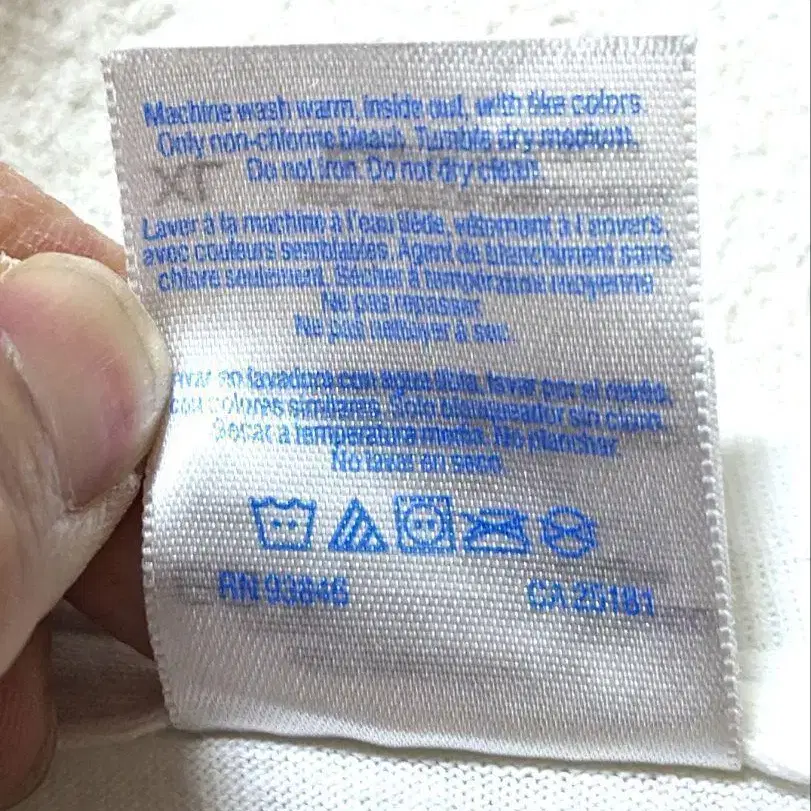 Machine wash warm, inside out, with like colors.
Only non-chlorine bleach. Tumble dry medium.
Do not iron. Do not dry clean.
XT
Laver à la machine à l'eau tiède, vêtement à l'envers,
avec couleurs semblables. Agent de blanchiment sans
chlore seulement. Sécher à température moyenne.
Ne pas repasser.
Ne pas nettoyer à sec.
en lavadora con agua tibia, lavar por el revés,
con colores similares. Solo blanqueador sin cloro.
Secar a temperatura media. No planchar.
No lavar en seco.
RN 93846
CA 25181